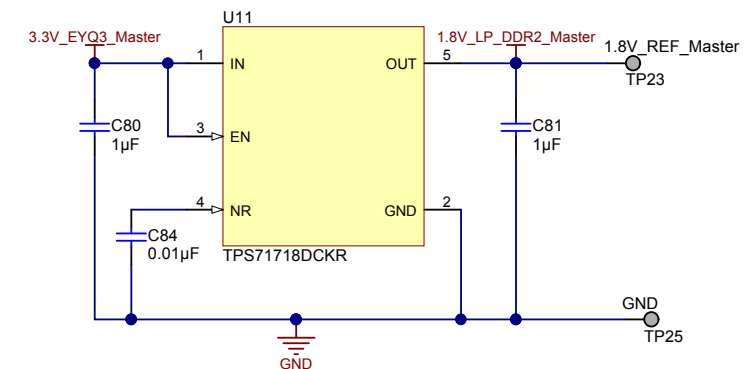 U11
3.3V_EYQ3_Master
1.8V_LP_DDR2_Master
1.8V_REF_Master
1
IN
OUT
5
TP23
C80
1µF
3
EN
C81
1µF
4
NR
GND
2
C84
0.01µF
TPS71718DCKR
GND
TP25
GND